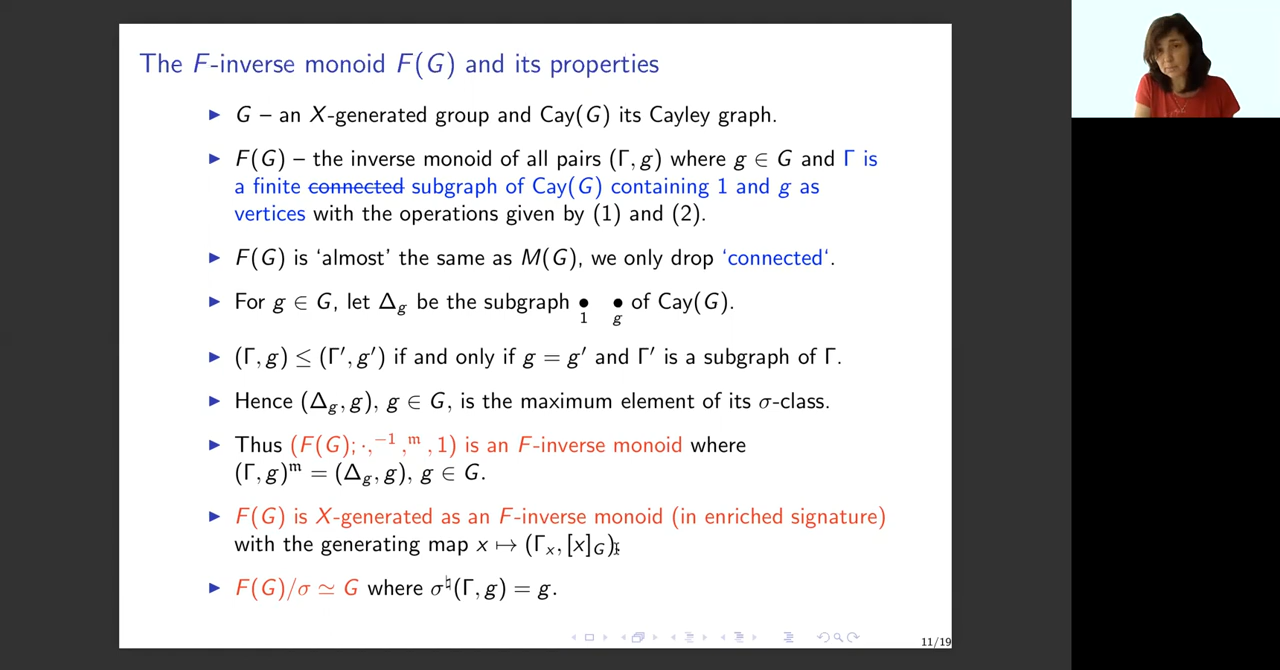 The F-inverse monoid F(G) and its properties
▶ G – an X-generated group and Cay(G) its Cayley graph.
▶ F(G) – the inverse monoid of all pairs (Γ, g) where g ∈ G and Γ is
a finite connected subgraph of Cay(G) containing 1 and g as
vertices with the operations given by (1) and (2).
▶ F(G) is ‘almost’ the same as M(G), we only drop ‘connected‘.
▶ For g ∈ G, let Δ_g be the subgraph • • of Cay(G).
1 g
▶ (Γ, g) ≤ (Γ′, g′) if and only if g = g′ and Γ′ is a subgraph of Γ.
▶ Hence (Δ_g, g), g ∈ G, is the maximum element of its σ-class.
▶ Thus (F(G); ·, ⁻¹, ᵐ, 1) is an F-inverse monoid where
(Γ, g)ᵐ = (Δ_g, g), g ∈ G.
▶ F(G) is X-generated as an F-inverse monoid (in enriched signature)
with the generating map x ↦ (Γₓ, [x]_G)
▶ F(G)/σ ≃ G where σ^♮(Γ, g) = g.
11/19